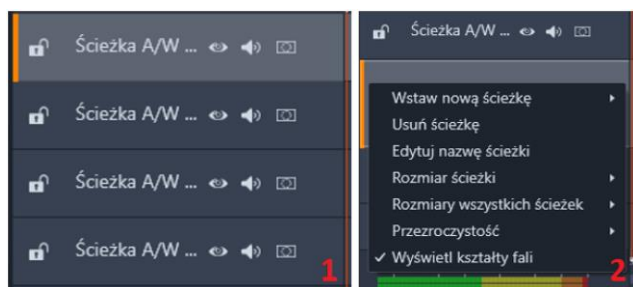 Ścieżka A/W ...
Ścieżka A/W ...
Ścieżka A/W ...
Ścieżka A/W ...
1
Ścieżka A/W ...
Wstaw nową ścieżkę
Usuń ścieżkę
Edytuj nazwę ścieżki
Rozmiar ścieżki
Rozmiary wszystkich ścieżek
Przezroczystość
Wyświetl kształty fali
2